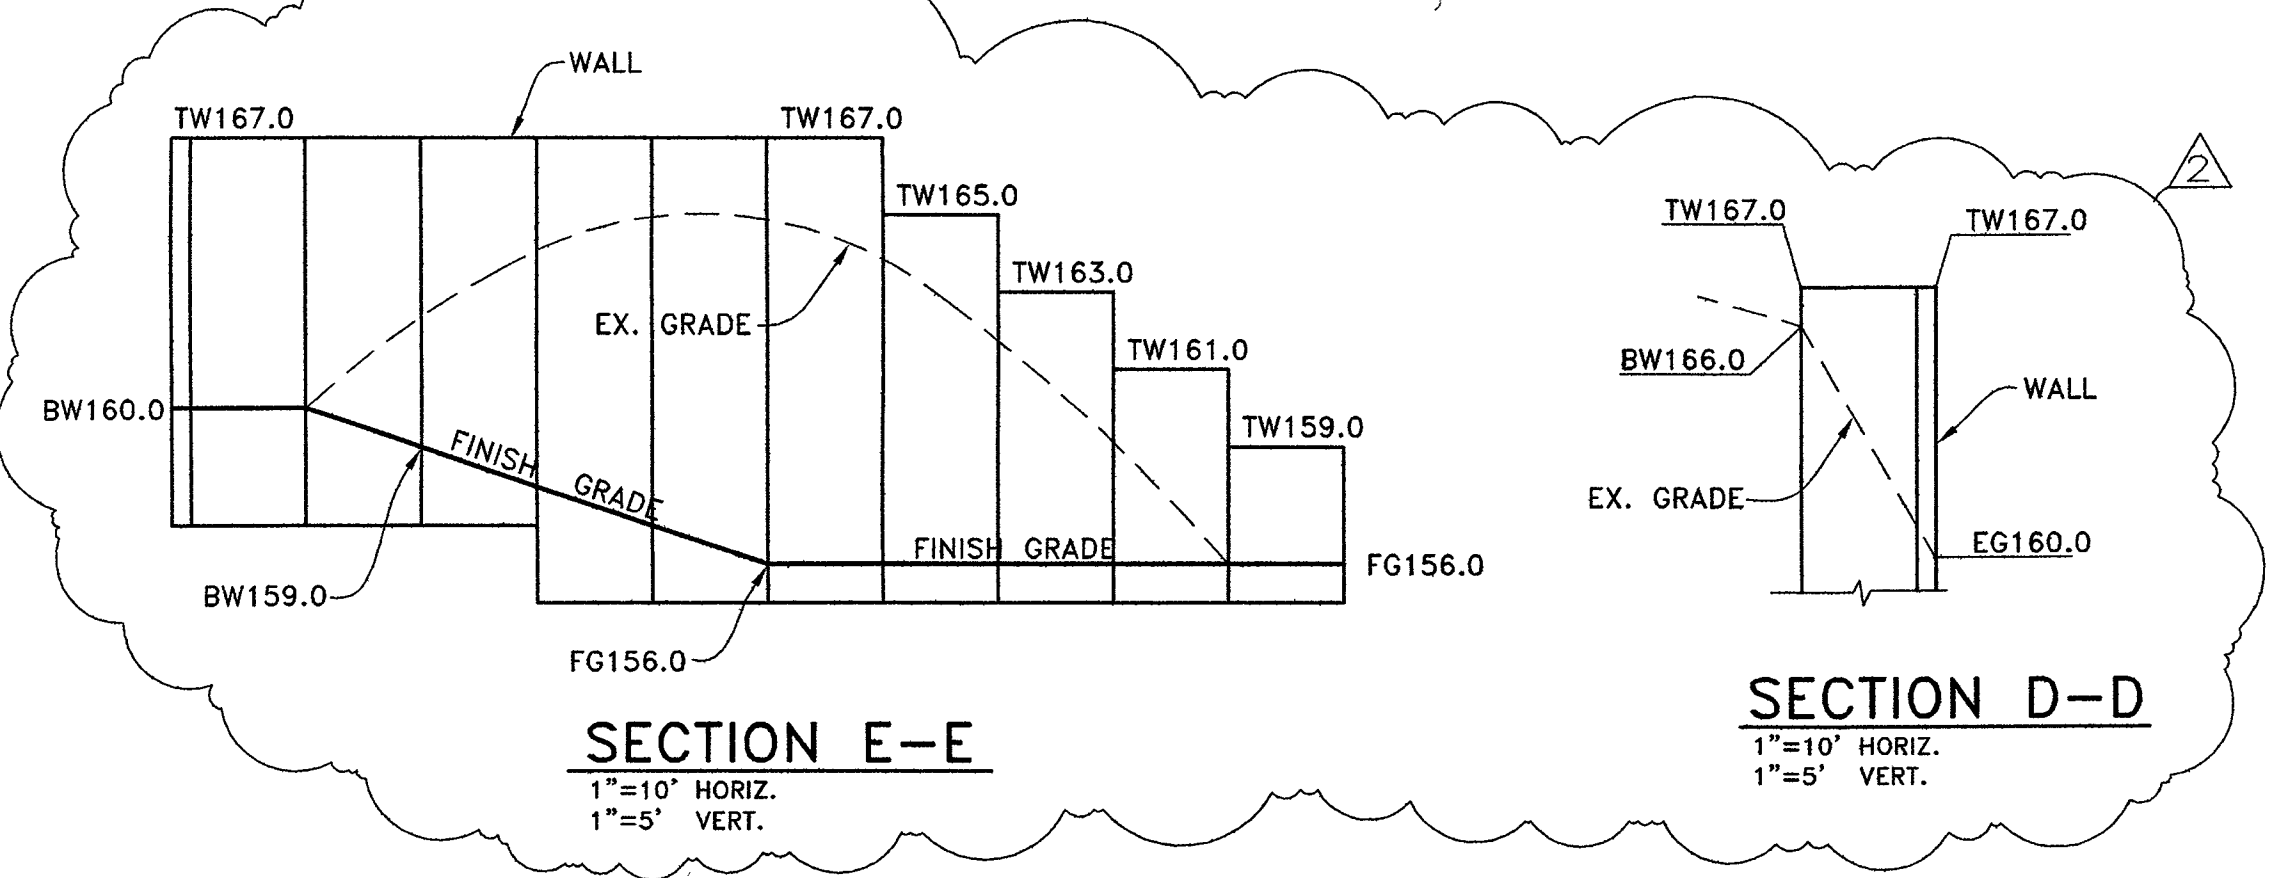 WALL
TW167.0
TW167.0
TW165.0
TW163.0
TW161.0
TW159.0
EX. GRADE
BW160.0
FINISH GRADE
FINISH GRADE
BW159.0
FG156.0
FG156.0
SECTION E-E
1"=10' HORIZ.
1"=5' VERT.
2
TW167.0
TW167.0
BW166.0
WALL
EX. GRADE
EG160.0
SECTION D-D
1"=10' HORIZ.
1"=5' VERT.